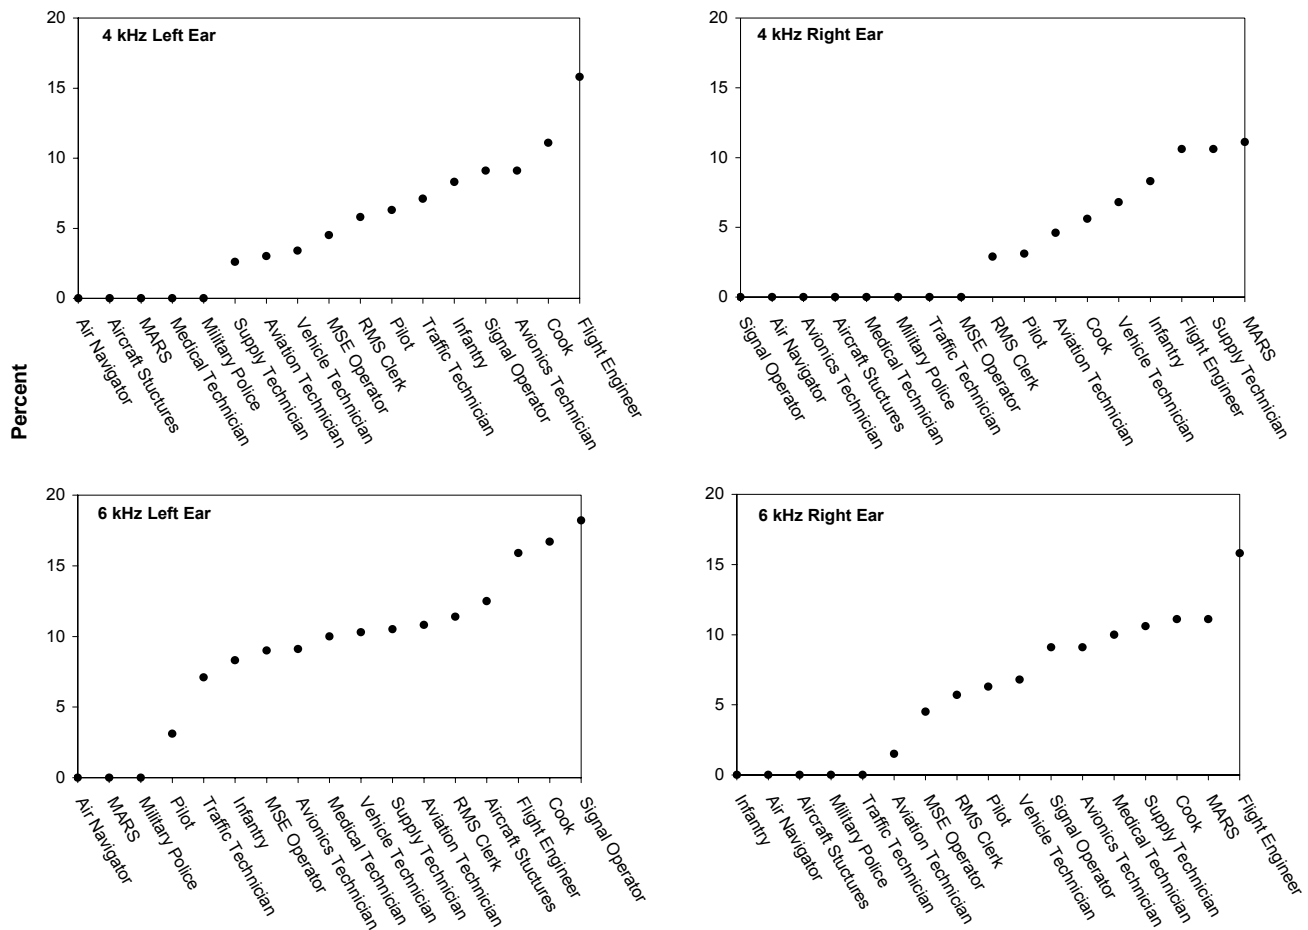 Percent
4 kHz Left Ear
20
15
10
5
0
Air Navigator
Aircraft Stuctures
MARS
Medical Technician
Military Police
Supply Technician
Aviation Technician
Vehicle Technician
MSE Operator
RMS Clerk
Pilot
Traffic Technician
Infantry
Signal Operator
Avionics Technician
Cook
Flight Engineer
4 kHz Right Ear
20
15
10
5
0
Signal Operator
Air Navigator
Avionics Technician
Aircraft Stuctures
Medical Technician
Military Police
Traffic Technician
MSE Operator
RMS Clerk
Pilot
Aviation Technician
Cook
Vehicle Technician
Infantry
Flight Engineer
Supply Technician
MARS
6 kHz Left Ear
20
15
10
5
0
Air Navigator
MARS
Military Police
Pilot
Traffic Technician
Infantry
MSE Operator
Avionics Technician
Medical Technician
Vehicle Technician
Supply Technician
Aviation Technician
RMS Clerk
Aircraft Stuctures
Flight Engineer
Cook
Signal Operator
6 kHz Right Ear
20
15
10
5
0
Infantry
Air Navigator
Aircraft Stuctures
Military Police
Traffic Technician
Aviation Technician
MSE Operator
RMS Clerk
Pilot
Vehicle Technician
Signal Operator
Avionics Technician
Medical Technician
Supply Technician
Cook
MARS
Flight Engineer